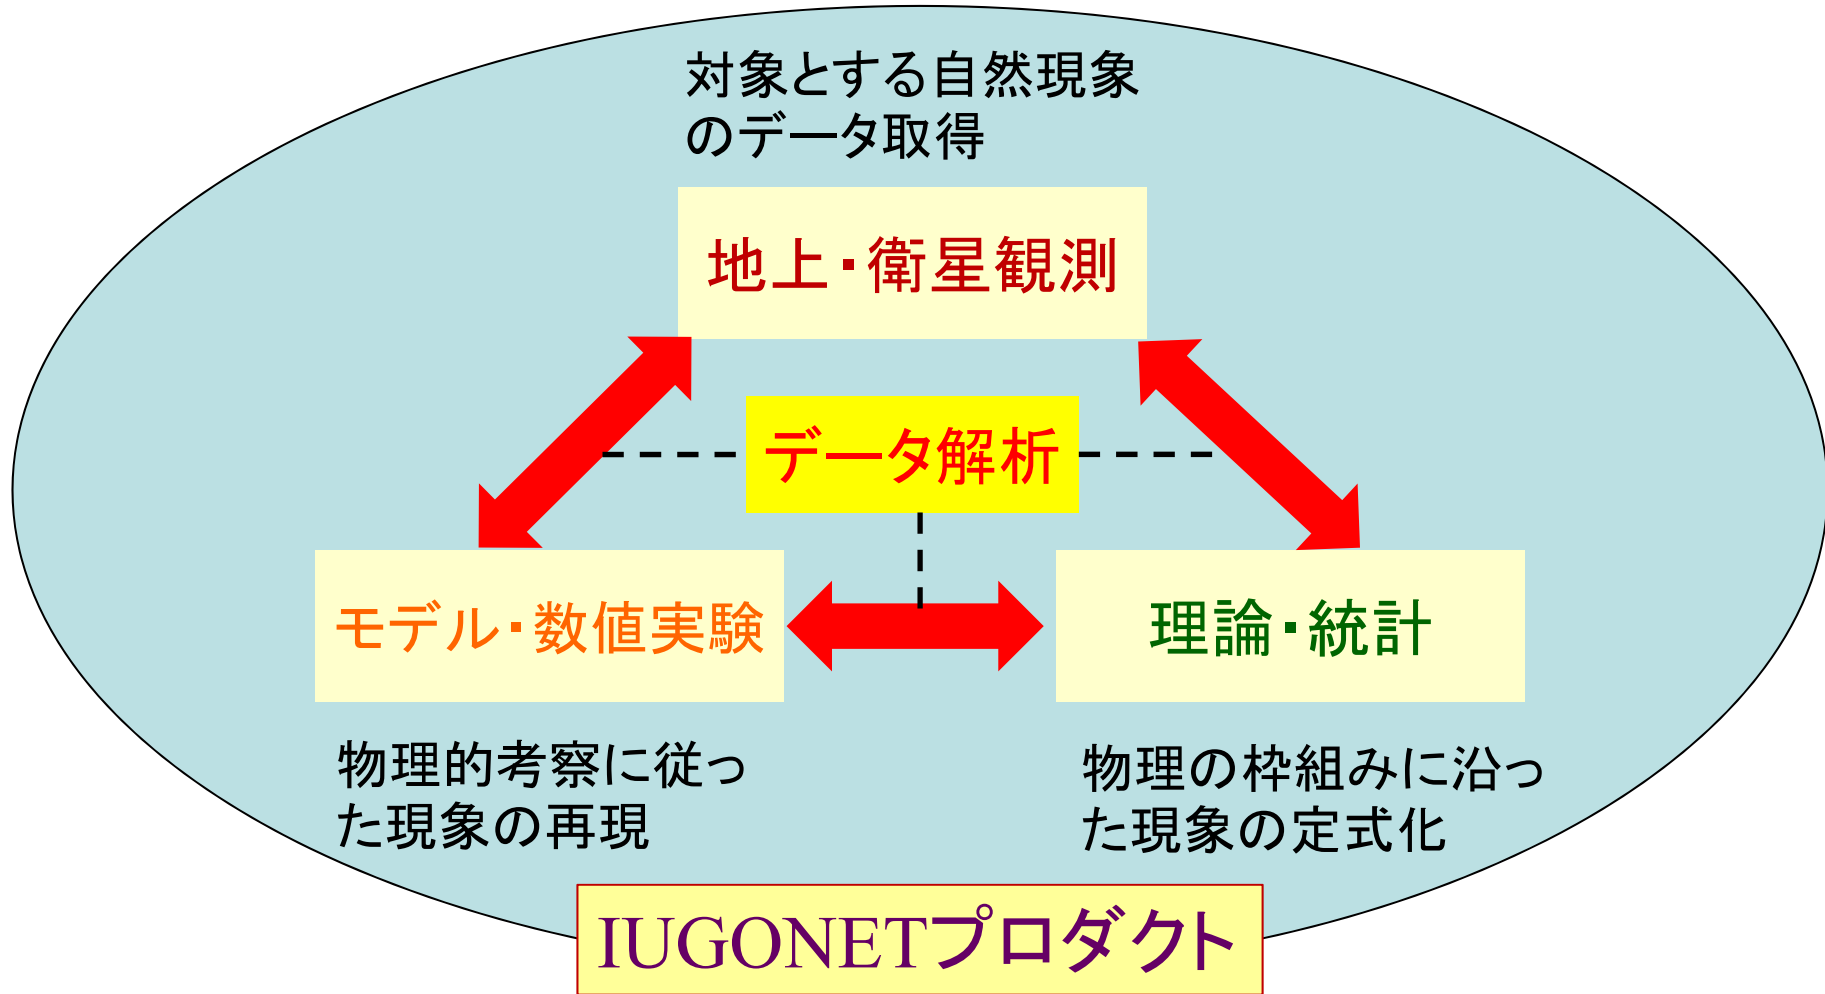 対象とする自然現象
のデータ取得
地上・衛星観測
データ解析
モデル・数値実験
理論・統計
物理的考察に従っ
た現象の再現
物理の枠組みに沿っ
た現象の定式化
IUGONETプロダクト